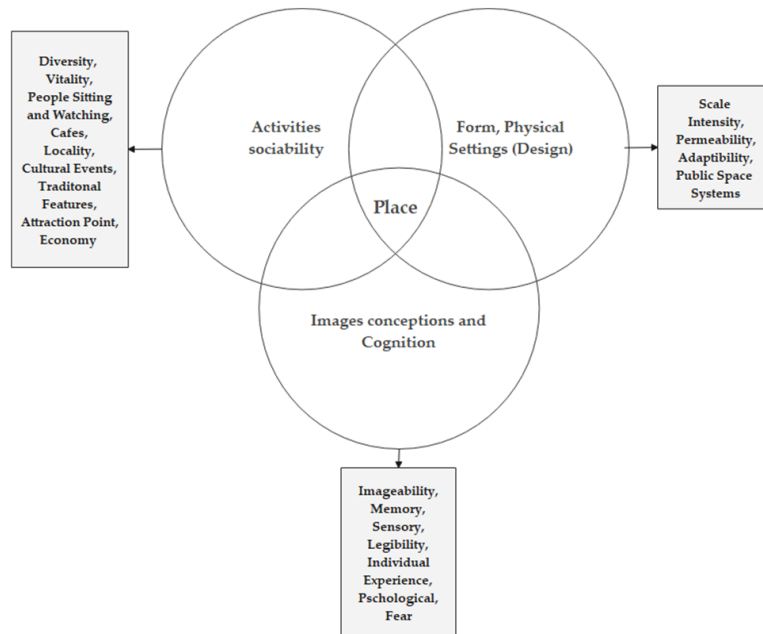 Diversity,
Vitality,
People Sitting
and Watching,
Cafes,
Locality,
Cultural Events,
Traditonal
Features,
Attraction Point,
Economy
Activities
sociability
Form, Physical
Settings (Design)
Scale
Intensity,
Permeability,
Adaptibility,
Public Space
Systems
Place
Images conceptions and
Cognition
Imageability,
Memory,
Sensory,
Legibility,
Individual
Experience,
Pschological,
Fear